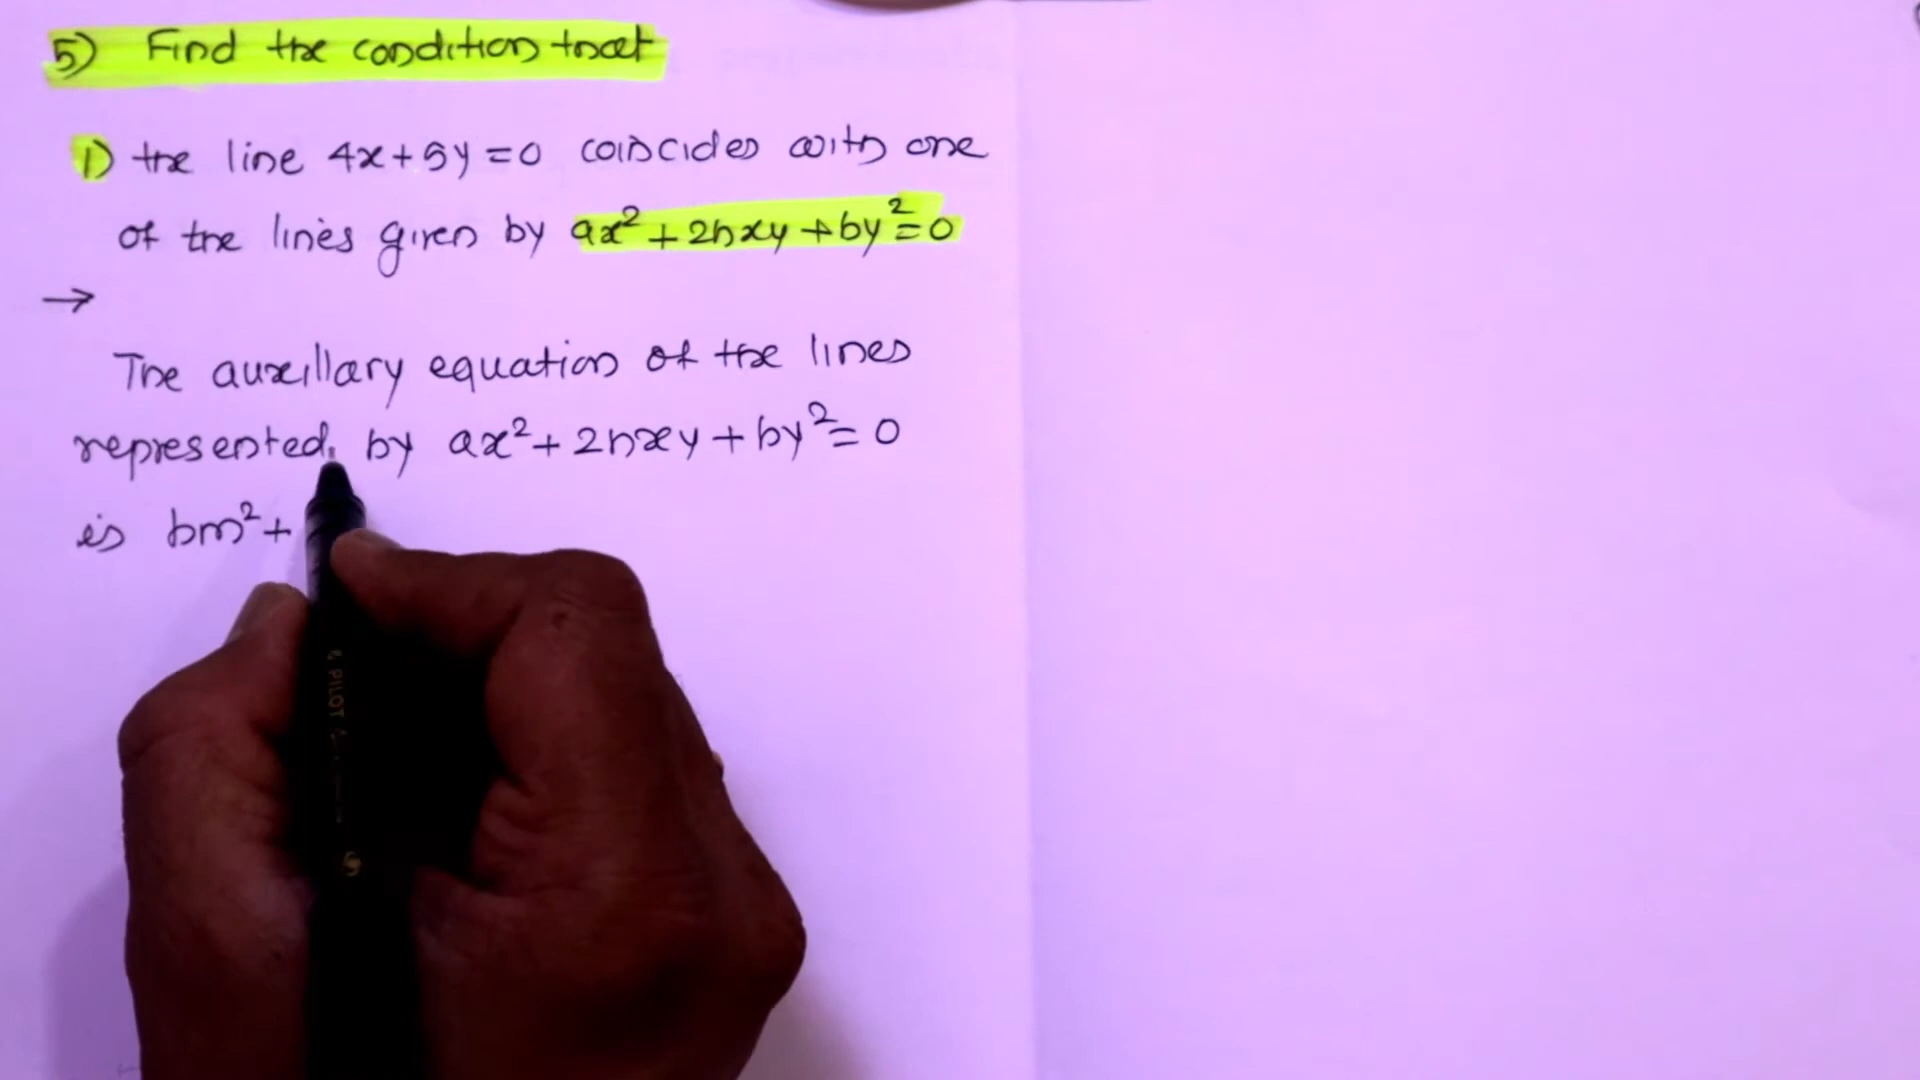 5) Find the condition that
1) the line 4x+5y=0 coincides with one
of the lines given by ax²+2hxy+by²=0
→
The auxillary equation of the lines
represented by ax²+2hxy+by²=0
is bm²+
PILOT